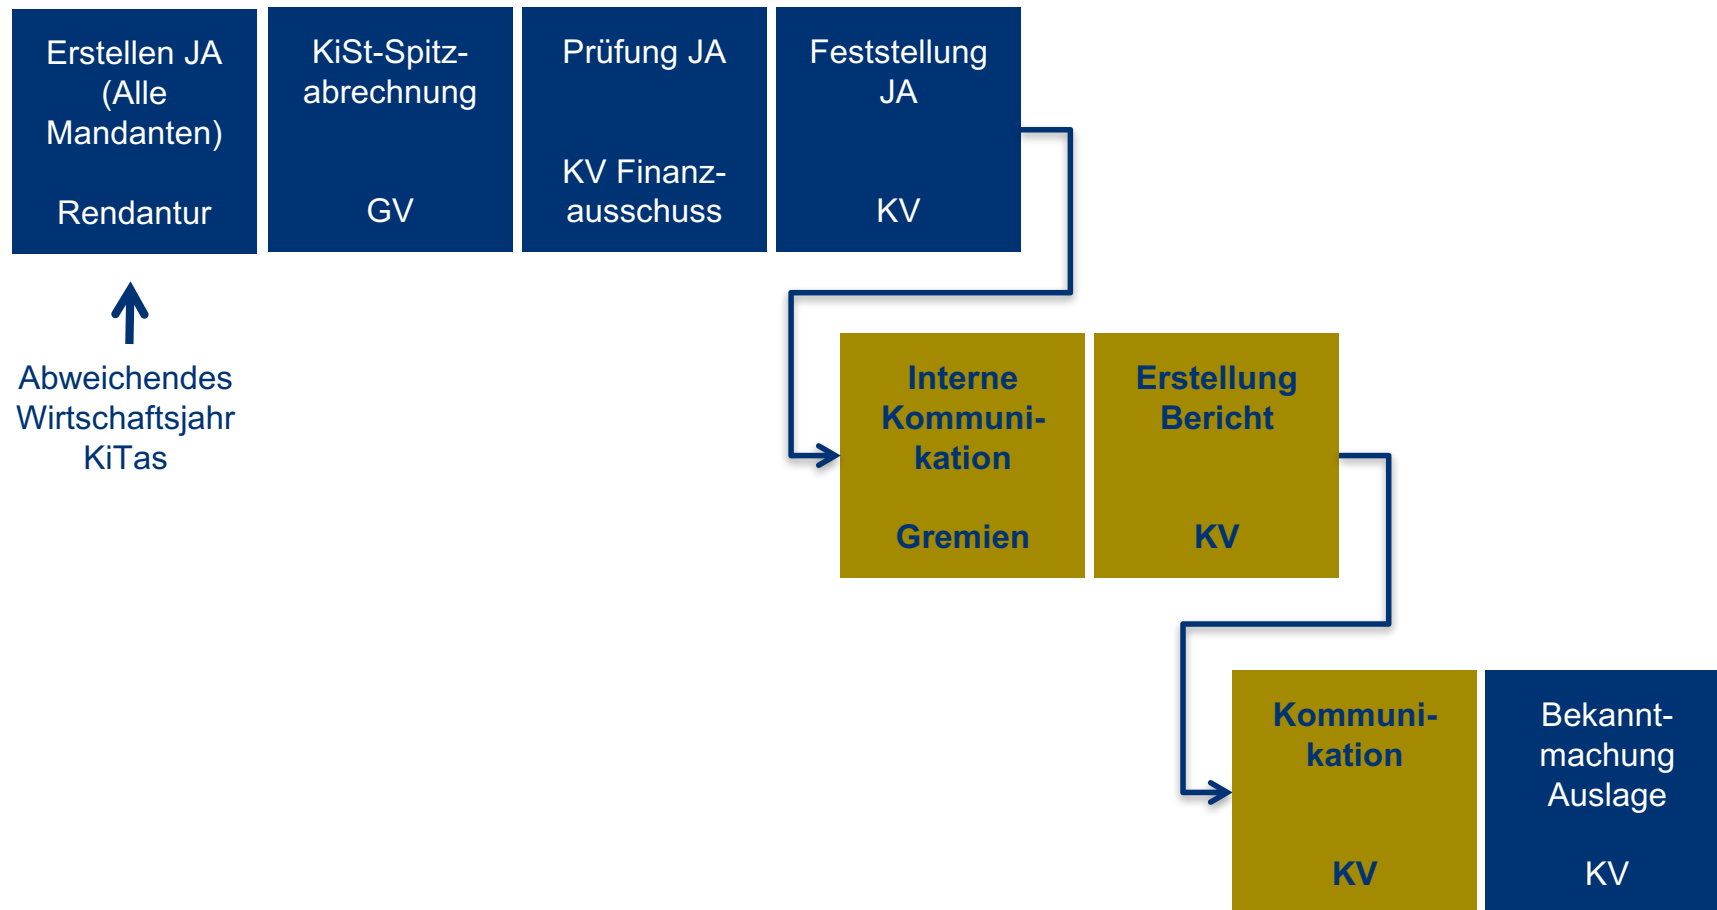 Erstellen JA
(Alle
Mandanten)
Rendantur
KiSt-Spitz-
abrechnung
GV
Prüfung JA
KV Finanz-
ausschuss
Feststellung
JA
KV
Abweichendes
Wirtschaftsjahr
KiTas
Interne
Kommuni-
kation
Gremien
Erstellung
Bericht
KV
Kommuni-
kation
KV
Bekannt-
machung
Auslage
KV